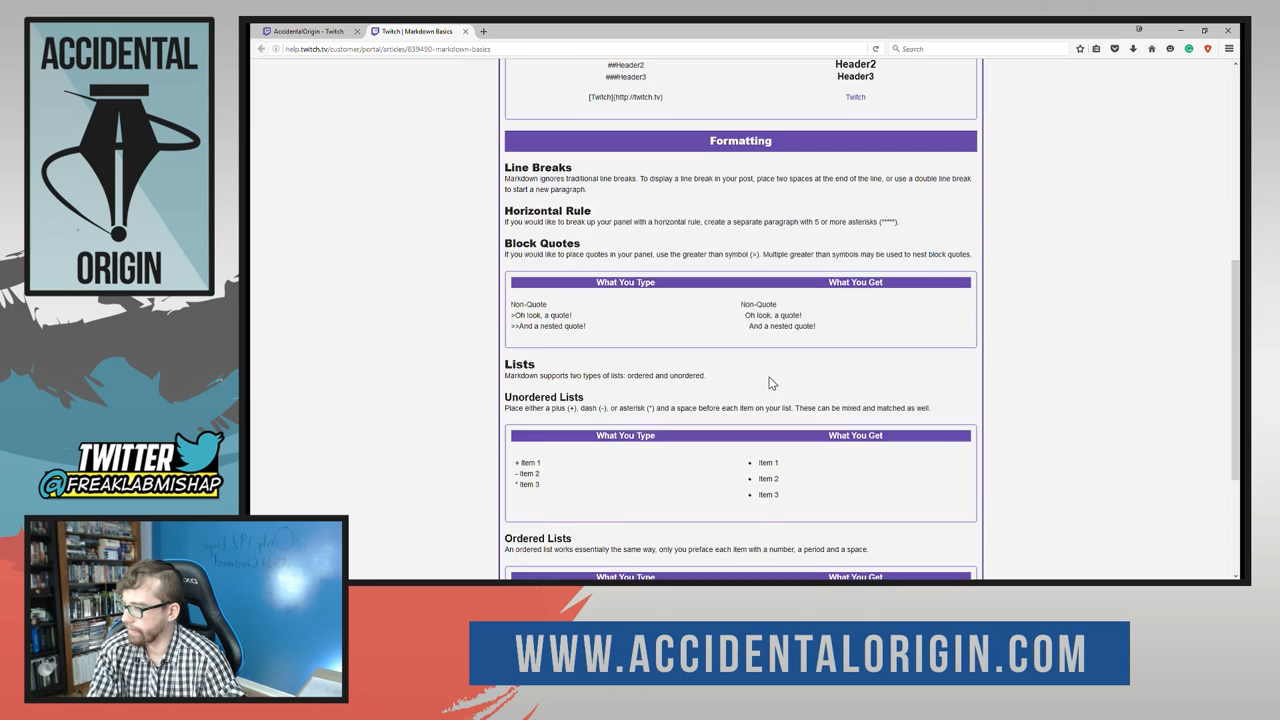 ACCIDENTAL
ORIGIN
AccidentalOrigin - Twitch
Twitch | Markdown Basics
help.twitch.tv/customer/portal/articles/839490-markdown-basics
Search
##Header2
Header2
###Header3
Header3
[Twitch](http://twitch.tv)
Twitch
Formatting
Line Breaks
Markdown ignores traditional line breaks. To display a line break in your post, place two spaces at the end of the line, or use a double line break
to start a new paragraph.
Horizontal Rule
If you would like to break up your panel with a horizontal rule, create a separate paragraph with 5 or more asterisks (*****).
Block Quotes
If you would like to place quotes in your panel, use the greater than symbol (>). Multiple greater than symbols may be used to nest block quotes.
What You Type
What You Get
Non-Quote
Non-Quote
>Oh look, a quote!
Oh look, a quote!
>>And a nested quote!
And a nested quote!
Lists
Markdown supports two types of lists: ordered and unordered.
Unordered Lists
Place either a plus (+), dash (-), or asterisk (*) and a space before each item on your list. These can be mixed and matched as well.
What You Type
What You Get
+ Item 1
• Item 1
- Item 2
• Item 2
* Item 3
• Item 3
Ordered Lists
An ordered list works essentially the same way, only you preface each item with a number, a period and a space.
What You Type
What You Get
TWITTER
@FREAKLABMISHAP
WWW.ACCIDENTALORIGIN.COM